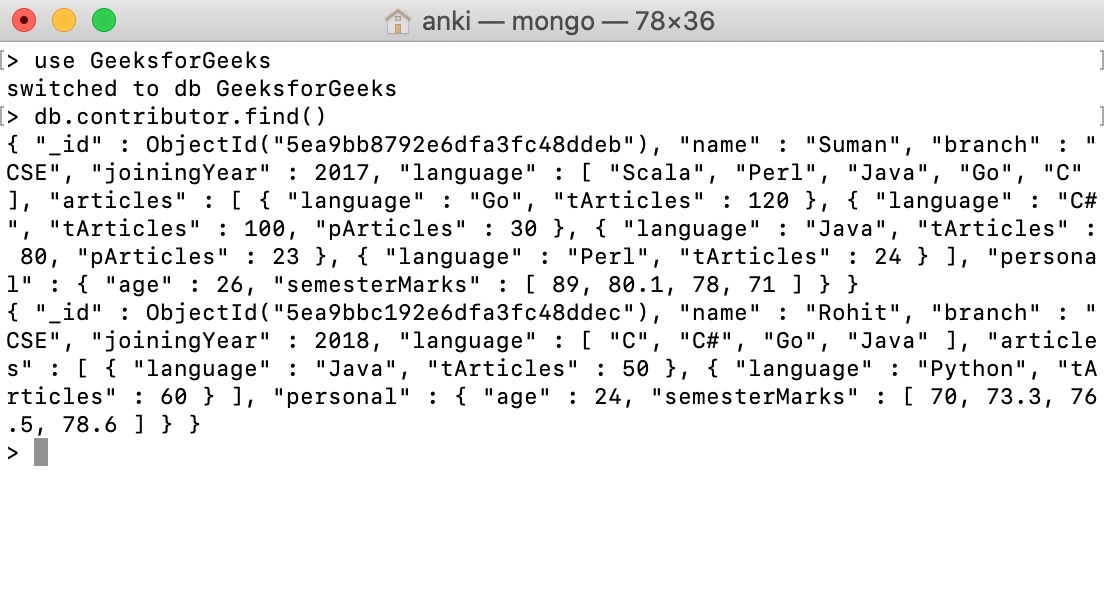 anki — mongo — 78×36
[> use GeeksforGeeks ]
switched to db GeeksforGeeks
[> db.contributor.find() ]
{ "_id" : ObjectId("5ea9bb8792e6dfa3fc48ddeb"), "name" : "Suman", "branch" : "
CSE", "joiningYear" : 2017, "language" : [ "Scala", "Perl", "Java", "Go", "C"
], "articles" : [ { "language" : "Go", "tArticles" : 120 }, { "language" : "C#
", "tArticles" : 100, "pArticles" : 30 }, { "language" : "Java", "tArticles" :
 80, "pArticles" : 23 }, { "language" : "Perl", "tArticles" : 24 } ], "persona
l" : { "age" : 26, "semesterMarks" : [ 89, 80.1, 78, 71 ] } }
{ "_id" : ObjectId("5ea9bbc192e6dfa3fc48ddec"), "name" : "Rohit", "branch" : "
CSE", "joiningYear" : 2018, "language" : [ "C", "C#", "Go", "Java" ], "article
s" : [ { "language" : "Java", "tArticles" : 50 }, { "language" : "Python", "tA
rticles" : 60 } ], "personal" : { "age" : 24, "semesterMarks" : [ 70, 73.3, 76
.5, 78.6 ] } }
>